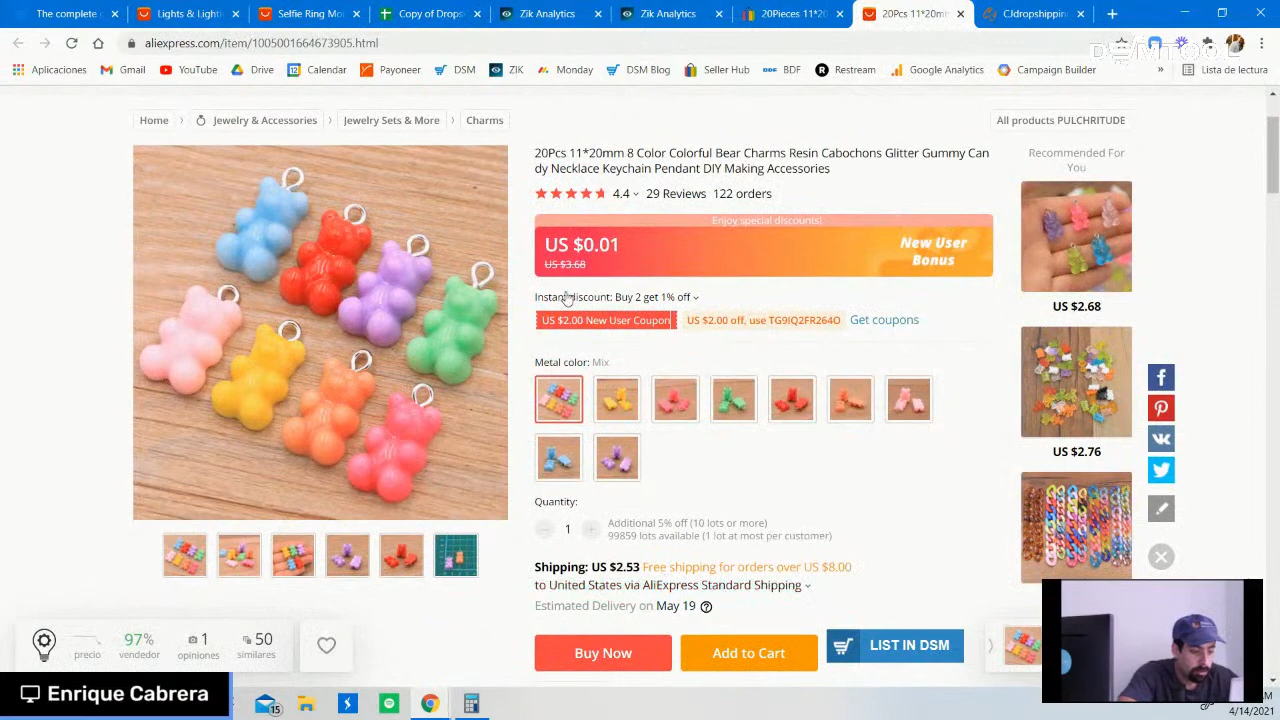 The complete d
Lights & Lightin
Selfie Ring Mo
Copy of Drops
Zik Analytics
Zik Analytics
20Pieces 11*20
20Pcs 11*20mm
CJdropshipping
aliexpress.com/item/1005001664673905.html
Aplicaciones
Gmail
YouTube
Drive
Calendar
Payoneer
DSM
ZIK
Monday
DSM Blog
Seller Hub
BDF
Restream
Google Analytics
Campaign Builder
»
Lista de lectura
Home
Jewelry & Accessories
Jewelry Sets & More
Charms
All products PULCHRITUDE
20Pcs 11*20mm 8 Color Colorful Bear Charms Resin Cabochons Glitter Gummy Can
dy Necklace Keychain Pendant DIY Making Accessories
4.4
29 Reviews
122 orders
Enjoy special discounts!
US $0.01
US $3.68
New User
Bonus
Instant discount: Buy 2 get 1% off
US $2.00 New User Coupon
US $2.00 off, use TG9IQ2FR264O
Get coupons
Metal color: Mix
Quantity:
1
Additional 5% off (10 lots or more)
99859 lots available (1 lot at most per customer)
Shipping: US $2.53 Free shipping for orders over US $8.00
to United States via AliExpress Standard Shipping
Estimated Delivery on May 19
Buy Now
Add to Cart
LIST IN DSM
Recommended For
You
US $2.68
US $2.76
precio
97%
vendedor
1
opiniones
50
similares
Enrique Cabrera
15
4/14/2021